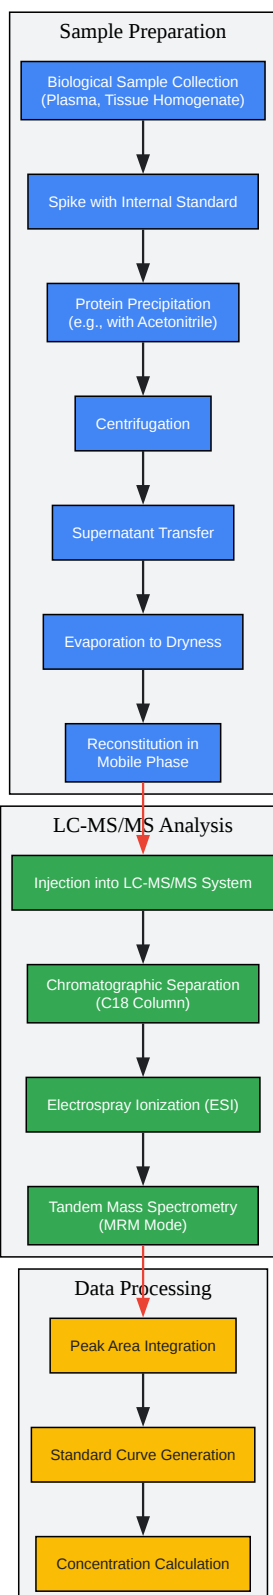 Sample Preparation
Biological Sample Collection
(Plasma, Tissue Homogenate)
Spike with Internal Standard
Protein Precipitation
(e.g., with Acetonitrile)
Centrifugation
Supernatant Transfer
Evaporation to Dryness
Reconstitution in
Mobile Phase
LC-MS/MS Analysis
Injection into LC-MS/MS System
Chromatographic Separation
(C18 Column)
Electrospray Ionization (ESI)
Tandem Mass Spectrometry
(MRM Mode)
Data Processing
Peak Area Integration
Standard Curve Generation
Concentration Calculation